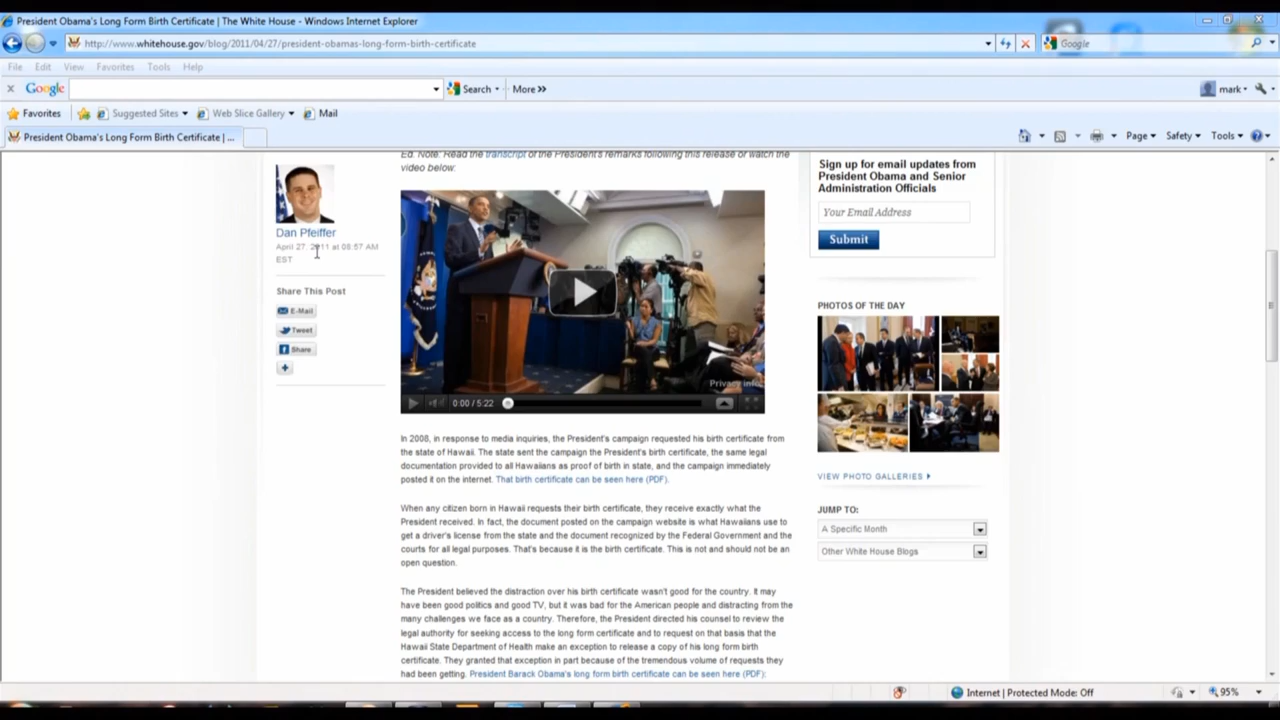 President Obama's Long Form Birth Certificate | The White House - Windows Internet Explorer
http://www.whitehouse.gov/blog/2011/04/27/president-obamas-long-form-birth-certificate
Google
File Edit View Favorites Tools Help
x Google Search More »
mark
Favorites Suggested Sites Web Slice Gallery Mail
President Obama's Long Form Birth Certificate | ...
Page Safety Tools
Ed. Note: Read the transcript of the President's remarks following this release or watch the
video below:
Dan Pfeiffer
April 27, 2011 at 08:57 AM
EST
Share This Post
E-Mail
Tweet
Share
Privacy info
0:00 / 5:22
In 2008, in response to media inquiries, the President's campaign requested his birth certificate from
the state of Hawaii. The state sent the campaign the President's birth certificate, the same legal
documentation provided to all Hawaiians as proof of birth in state, and the campaign immediately
posted it on the internet. That birth certificate can be seen here (PDF).
When any citizen born in Hawaii requests their birth certificate, they receive exactly what the
President received. In fact, the document posted on the campaign website is what Hawaiians use to
get a driver's license from the state and the document recognized by the Federal Government and the
courts for all legal purposes. That's because it is the birth certificate. This is not and should not be an
open question.
The President believed the distraction over his birth certificate wasn't good for the country. It may
have been good politics and good TV, but it was bad for the American people and distracting from the
many challenges we face as a country. Therefore, the President directed his counsel to review the
legal authority for seeking access to the long form certificate and to request on that basis that the
Hawaii State Department of Health make an exception to release a copy of his long form birth
certificate. They granted that exception in part because of the tremendous volume of requests they
had been getting. President Barack Obama's long form birth certificate can be seen here (PDF):
Sign up for email updates from
President Obama and Senior
Administration Officials
Your Email Address
Submit
PHOTOS OF THE DAY
VIEW PHOTO GALLERIES
JUMP TO:
A Specific Month
Other White House Blogs
Internet | Protected Mode: Off
95%